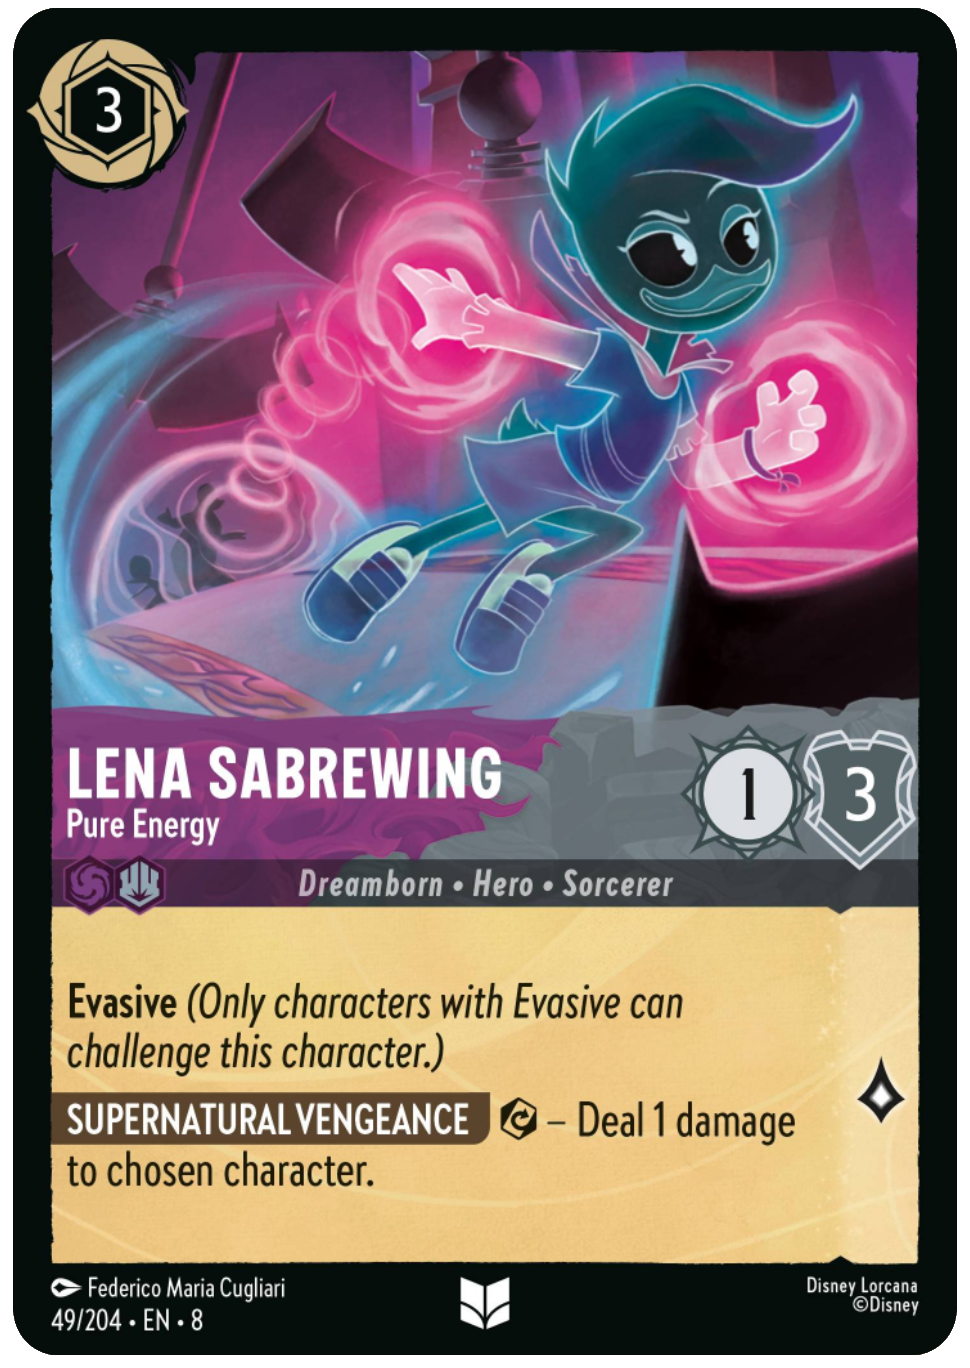 3
LENA SABREWING
Pure Energy
1
3
Dreamborn • Hero • Sorcerer
Evasive (Only characters with Evasive can
challenge this character.)
SUPERNATURAL VENGEANCE – Deal 1 damage
to chosen character.
Federico Maria Cugliari
49/204 • EN • 8
Disney Lorcana
©Disney